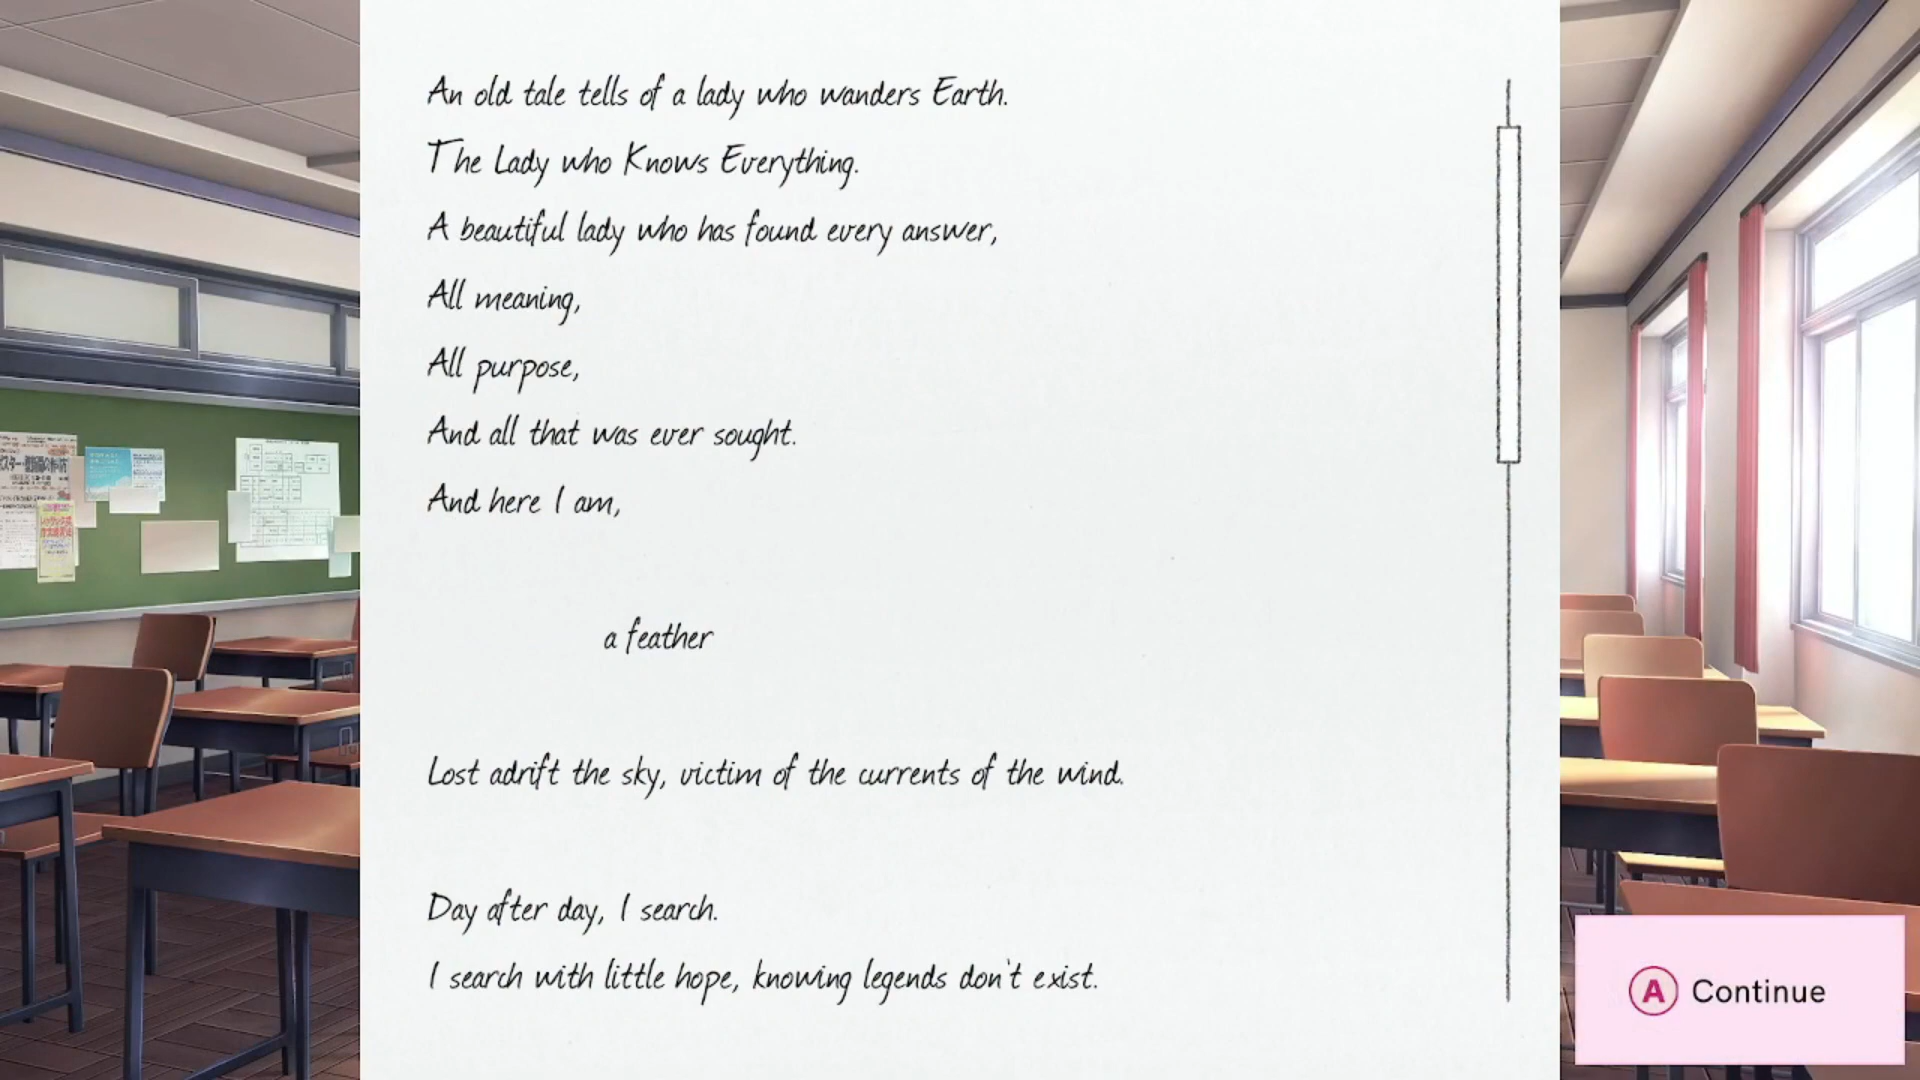 An old tale tells of a lady who wanders Earth.
The Lady who Knows Everything.
A beautiful lady who has found every answer,
All meaning,
All purpose,
And all that was ever sought.
And here I am,
a feather
Lost adrift the sky, victim of the currents of the wind.
Day after day, I search.
I search with little hope, knowing legends don't exist.
A Continue